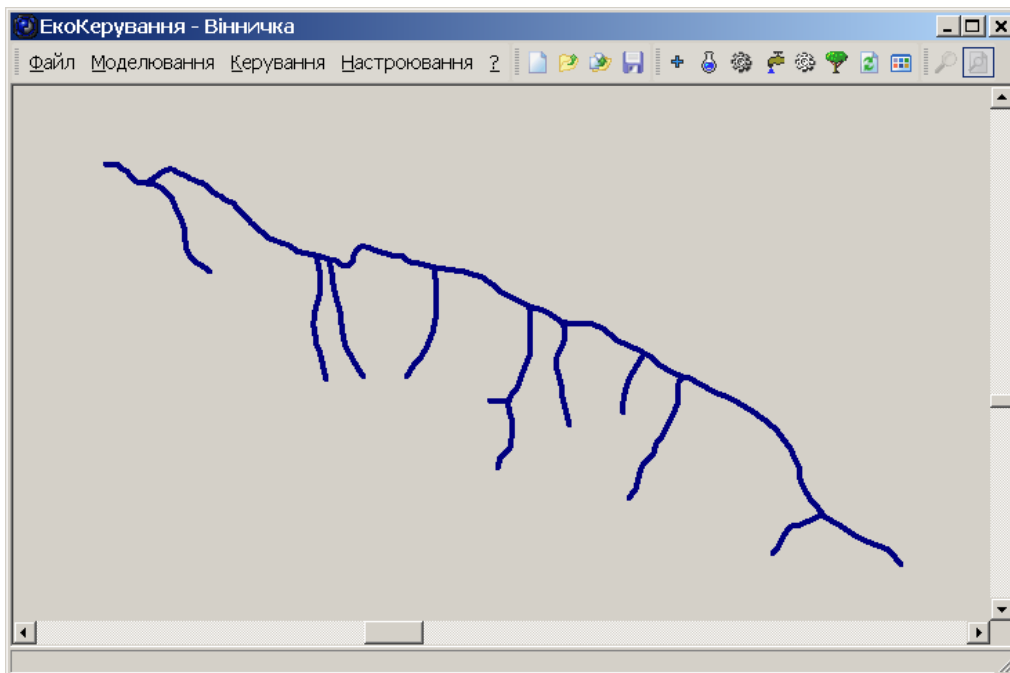 ЕкоКерування - Вінничка
Файл Моделювання Керування Настроювання ?